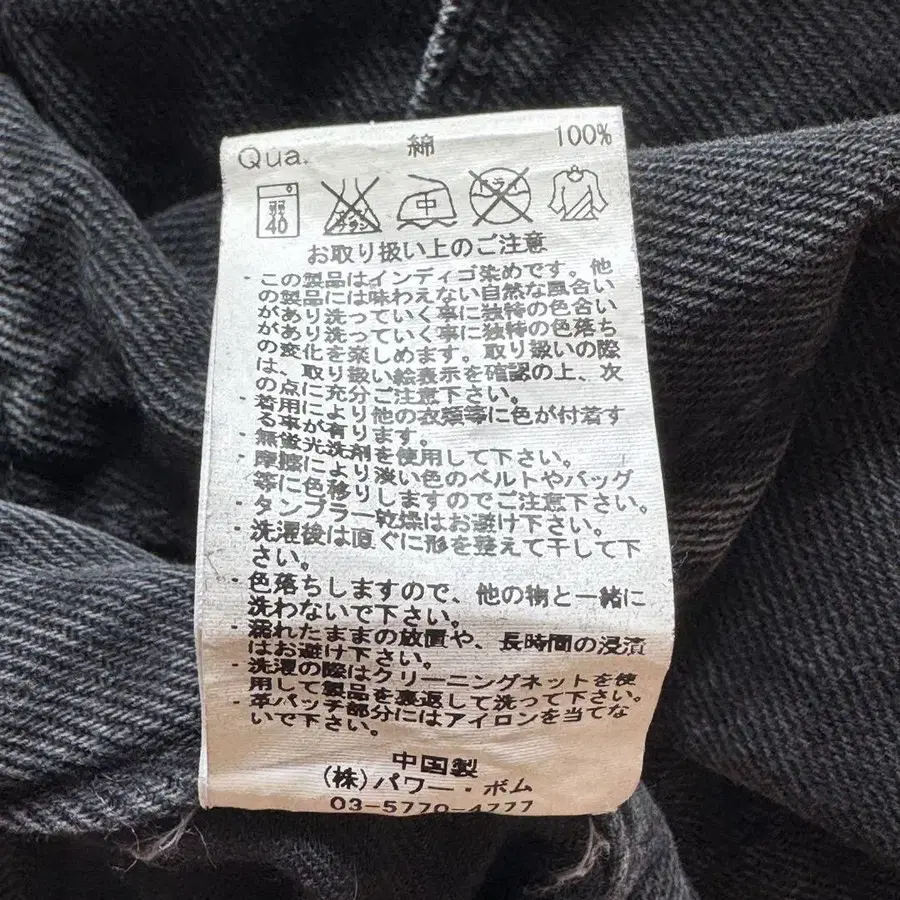 Qua. 綿 100%
弱 40 エンソ サラシ 中 ドライ
お取り扱い上のご注意
・この製品はインディゴ染めです。他
の製品には味わえない自然な風合い
があり洗っていく事に独特の色合い
があり洗っていく事に独特の色落ち
の変化を楽しめます。取り扱いの際
は、取り扱い絵表示を確認の上、次
の点に充分ご注意下さい。
・着用により他の衣類等に色が付着す
る事が有ります。
・無蛍光洗剤を使用して下さい。
・摩擦により淡い色のベルトやバッグ
等に色移りしますのでご注意下さい。
・タンブラー乾燥はお避け下さい。
・洗濯後は直ぐに形を整えて干して下
さい。
・色落ちしますので、他の物と一緒に
洗わないで下さい。
・濡れたままの放置や、長時間の浸漬
はお避け下さい。
・洗濯の際はクリーニングネットを使
用して製品を裏返して洗って下さい。
・革パッチ部分にはアイロンを当てな
いで下さい。
中国製
(株)パワー・ボム
03-5770-4777